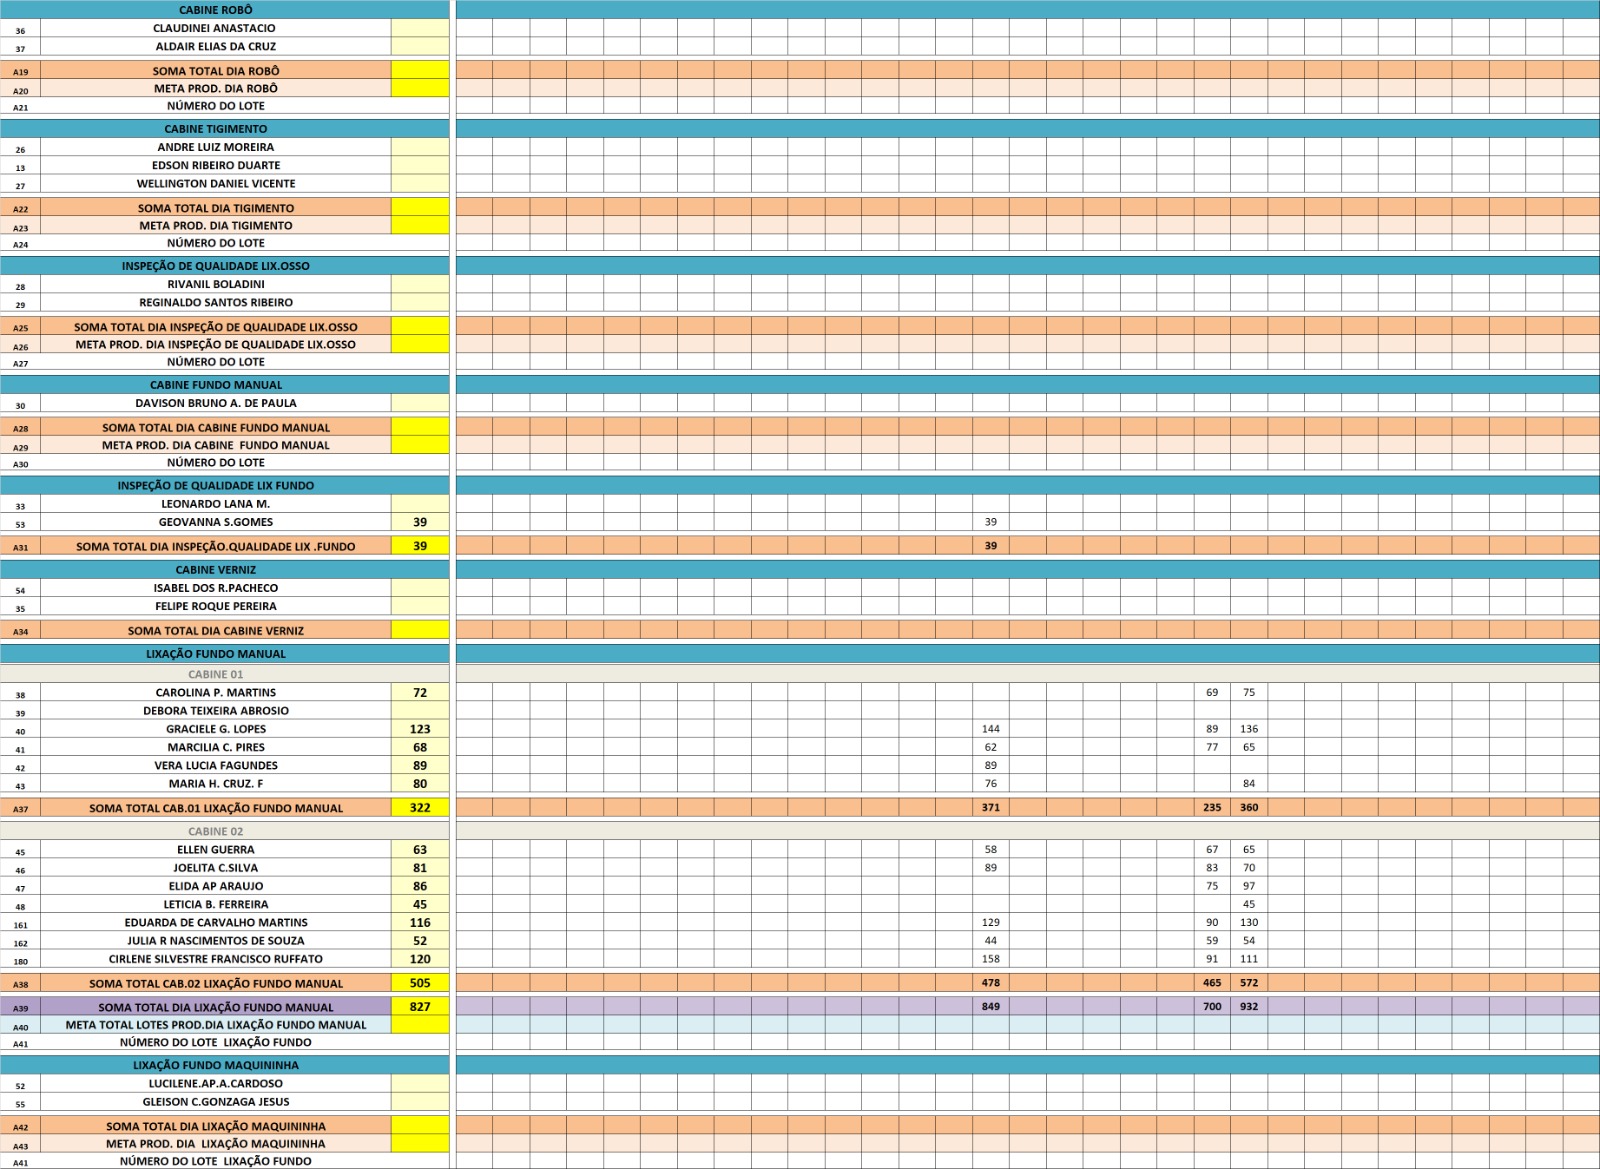 CABINE ROBÔ
36 CLAUDINEI ANASTACIO
37 ALDAIR ELIAS DA CRUZ
A19 SOMA TOTAL DIA ROBÔ
A20 META PROD. DIA ROBÔ
A21 NÚMERO DO LOTE
CABINE TIGIMENTO
26 ANDRE LUIZ MOREIRA
13 EDSON RIBEIRO DUARTE
27 WELLINGTON DANIEL VICENTE
A22 SOMA TOTAL DIA TIGIMENTO
A23 META PROD. DIA TIGIMENTO
A24 NÚMERO DO LOTE
INSPEÇÃO DE QUALIDADE LIX.OSSO
28 RIVANIL BOLADINI
29 REGINALDO SANTOS RIBEIRO
A25 SOMA TOTAL DIA INSPEÇÃO DE QUALIDADE LIX.OSSO
A26 META PROD. DIA INSPEÇÃO DE QUALIDADE LIX.OSSO
A27 NÚMERO DO LOTE
CABINE FUNDO MANUAL
30 DAVISON BRUNO A. DE PAULA
A28 SOMA TOTAL DIA CABINE FUNDO MANUAL
A29 META PROD. DIA CABINE FUNDO MANUAL
A30 NÚMERO DO LOTE
INSPEÇÃO DE QUALIDADE LIX FUNDO
33 LEONARDO LANA M.
53 GEOVANNA S.GOMES 39 39
A31 SOMA TOTAL DIA INSPEÇÃO.QUALIDADE LIX .FUNDO 39 39
CABINE VERNIZ
54 ISABEL DOS R.PACHECO
35 FELIPE ROQUE PEREIRA
A34 SOMA TOTAL DIA CABINE VERNIZ
LIXAÇÃO FUNDO MANUAL
CABINE 01
38 CAROLINA P. MARTINS 72 69 75
39 DEBORA TEIXEIRA ABROSIO
40 GRACIELE G. LOPES 123 144 89 136
41 MARCILIA C. PIRES 68 62 77 65
42 VERA LUCIA FAGUNDES 89 89
43 MARIA H. CRUZ. F 80 76 84
A37 SOMA TOTAL CAB.01 LIXAÇÃO FUNDO MANUAL 322 371 235 360
CABINE 02
45 ELLEN GUERRA 63 58 67 65
46 JOELITA C.SILVA 81 89 83 70
47 ELIDA AP ARAUJO 86 75 97
48 LETICIA B. FERREIRA 45 45
161 EDUARDA DE CARVALHO MARTINS 116 129 90 130
162 JULIA R NASCIMENTOS DE SOUZA 52 44 59 54
180 CIRLENE SILVESTRE FRANCISCO RUFFATO 120 158 91 111
A38 SOMA TOTAL CAB.02 LIXAÇÃO FUNDO MANUAL 505 478 465 572
A39 SOMA TOTAL DIA LIXAÇÃO FUNDO MANUAL 827 849 700 932
A40 META TOTAL LOTES PROD.DIA LIXAÇÃO FUNDO MANUAL
A41 NÚMERO DO LOTE LIXAÇÃO FUNDO
LIXAÇÃO FUNDO MAQUININHA
52 LUCILENE.AP.A.CARDOSO
55 GLEISON C.GONZAGA JESUS
A42 SOMA TOTAL DIA LIXAÇÃO MAQUININHA
A43 META PROD. DIA LIXAÇÃO MAQUININHA
A41 NÚMERO DO LOTE LIXAÇÃO FUNDO